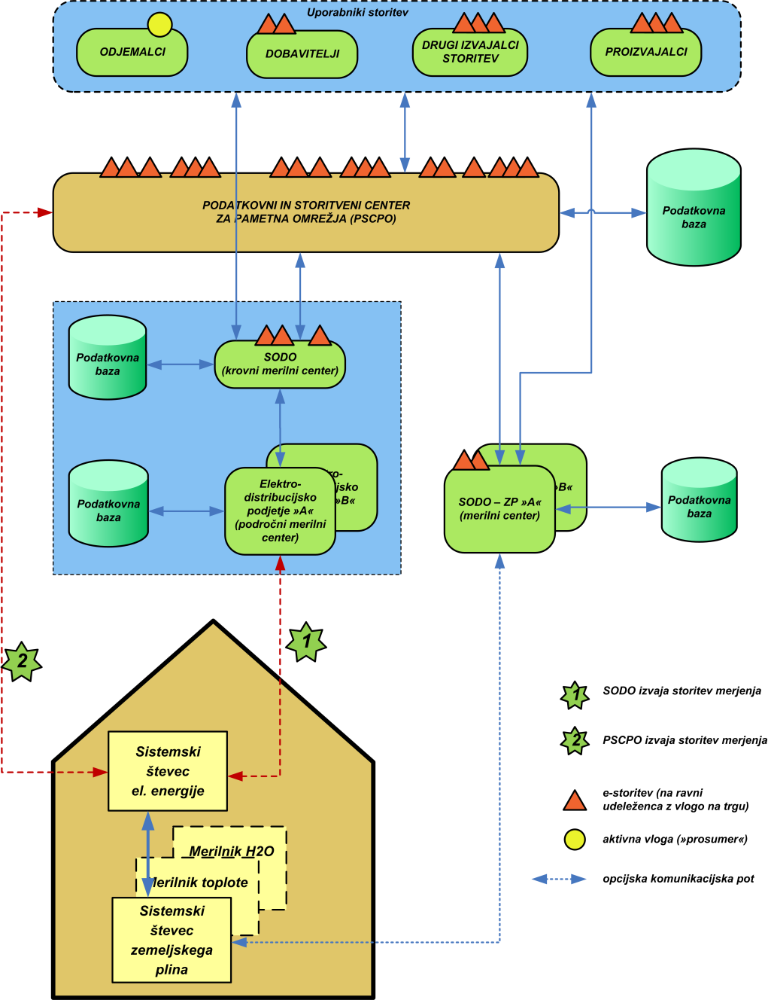 Uporabniki storitev
ODJEMALCI
DOBAVITELJI
DRUGI IZVAJALCI
STORITEV
PROIZVAJALCI
PODATKOVNI IN STORITVENI CENTER
ZA PAMETNA OMREŽJA (PSCPO)
Podatkovna
baza
Podatkovna
baza
SODO
(krovni merilni center)
Podatkovna
baza
Elektro-
distribucijsko
podjetje »A«
(področni merilni
center)
»B«
SODO – ZP »A«
(merilni center)
»B«
Podatkovna
baza
1
2
Sistemski
števec
el. energije
Merilnik H2O
Merilnik toplote
Sistemski
števec
zemeljskega
plina
1 SODO izvaja storitev merjenja
2 PSCPO izvaja storitev merjenja
e-storitev (na ravni
udeleženca z vlogo na trgu)
aktivna vloga (»prosumer«)
opcijska komunikacijska pot